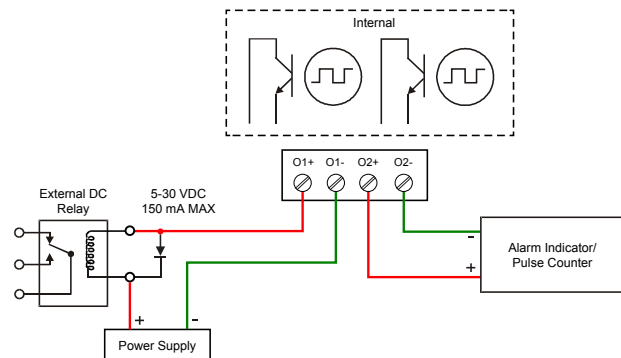 Internal
O1+ O1- O2+ O2-
External DC
Relay
5-30 VDC
150 mA MAX
-
+
Alarm Indicator/
Pulse Counter
+ -
Power Supply